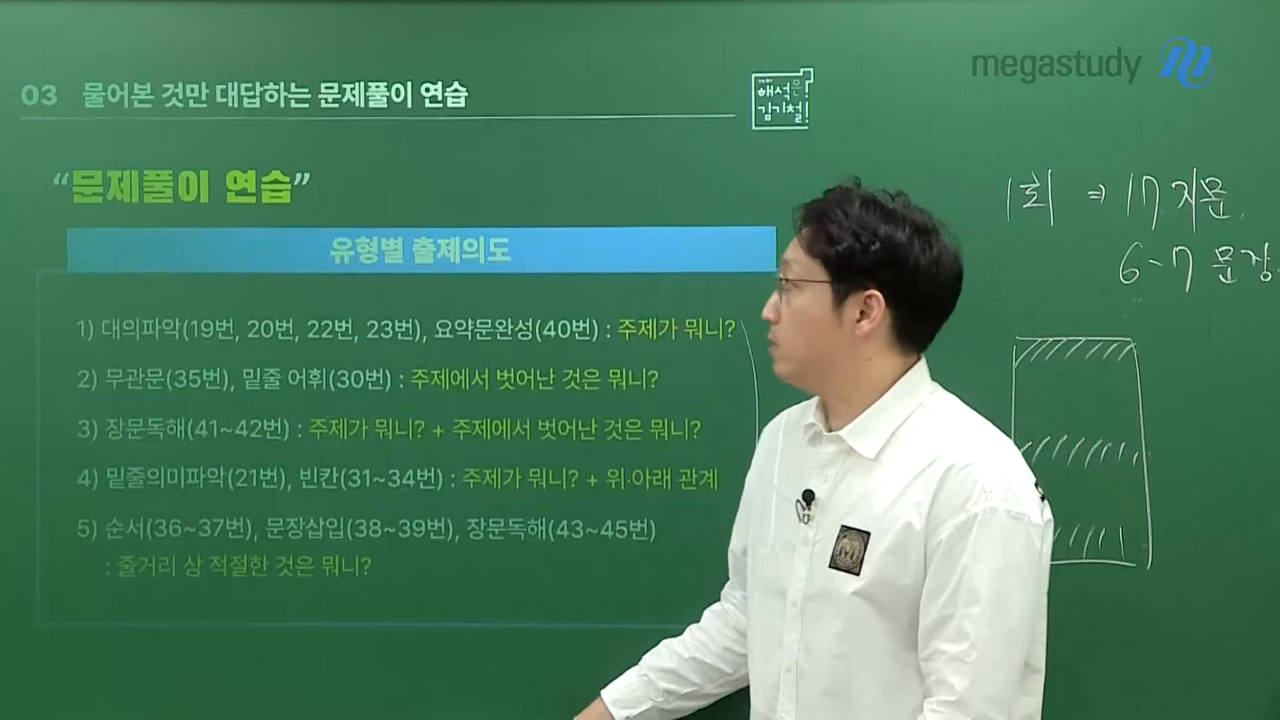 megastudy
03 물어본 것만 대답하는 문제풀이 연습
해석은!
김기철!
“문제풀이 연습”
유형별 출제의도
1) 대의파악(19번, 20번, 22번, 23번), 요약문완성(40번) : 주제가 뭐니?
2) 무관문(35번), 밑줄 어휘(30번) : 주제에서 벗어난 것은 뭐니?
3) 장문독해(41~42번) : 주제가 뭐니? + 주제에서 벗어난 것은 뭐니?
4) 밑줄의미파악(21번), 빈칸(31~34번) : 주제가 뭐니? + 위·아래 관계
5) 순서(36~37번), 문장삽입(38~39번), 장문독해(43~45번)
: 줄거리 상 적절한 것은 뭐니?
1회 ⇒ 17지문.
6~7 문장